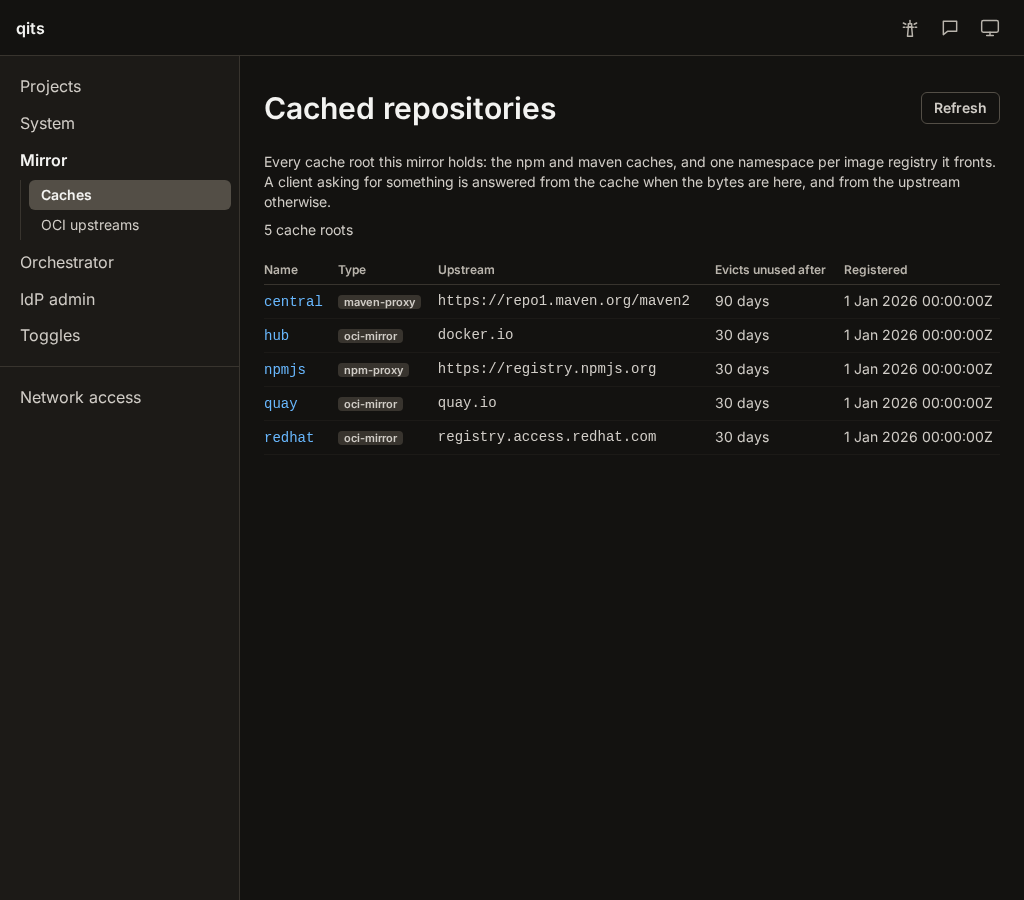 qits
Projects
System
Mirror
Caches
OCI upstreams
Orchestrator
IdP admin
Toggles
Network access
Cached repositories
Refresh
Every cache root this mirror holds: the npm and maven caches, and one namespace per image registry it fronts.
A client asking for something is answered from the cache when the bytes are here, and from the upstream
otherwise.
5 cache roots
Name Type Upstream Evicts unused after Registered
central maven-proxy https://repo1.maven.org/maven2 90 days 1 Jan 2026 00:00:00Z
hub oci-mirror docker.io 30 days 1 Jan 2026 00:00:00Z
npmjs npm-proxy https://registry.npmjs.org 30 days 1 Jan 2026 00:00:00Z
quay oci-mirror quay.io 30 days 1 Jan 2026 00:00:00Z
redhat oci-mirror registry.access.redhat.com 30 days 1 Jan 2026 00:00:00Z